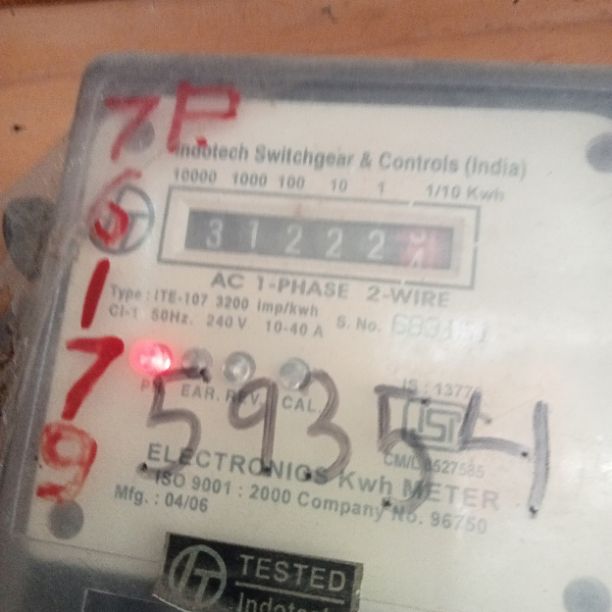 7P
6
1
7
9
Indotech Switchgear & Controls (India)
10000 1000 100 10 1 1/10 Kwh
3 1 2 2 2
AC 1-PHASE 2-WIRE
Type : ITE-107 3200 imp/kwh
Cl-1 50Hz. 240 V 10-40 A S. No.
EAR. REV. CAL.
ISI
ELECTRONICS Kwh METER
ISO 9001 : 2000 Company No. 96750
Mfg. : 04/06
IT TESTED